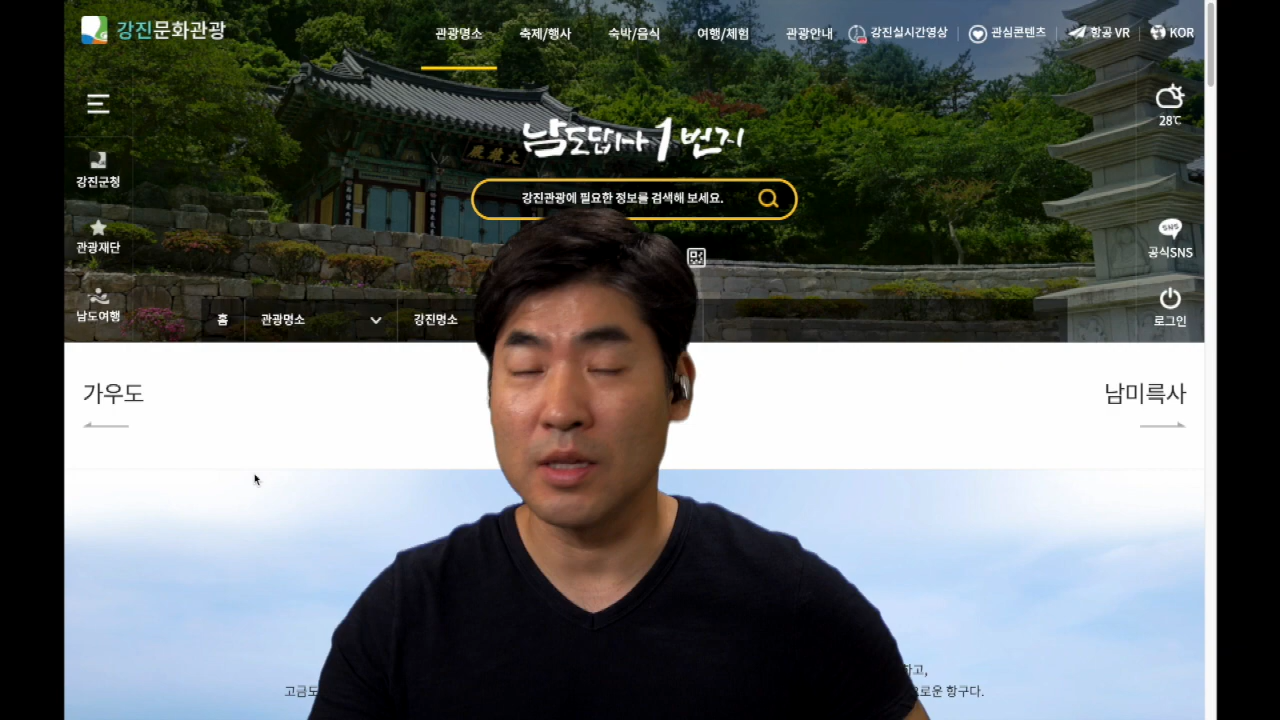 강진문화관광
관광명소 축제/행사 숙박/음식 여행/체험 관광안내 강진실시간영상 관심콘텐츠 항공 VR KOR
28℃
남도답사 1번지
강진군청
강진관광에 필요한 정보를 검색해 보세요.
관광재단
SNS
공식SNS
남도여행
홈 관광명소 강진명소
로그인
가우도
남미륵사
하고,
고금도
로운 항구다.